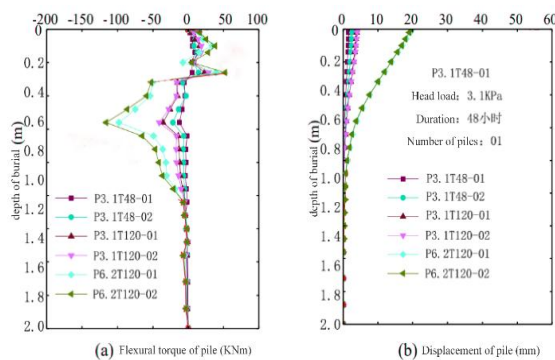 -150 -100 -50 0 50 100
0
0.2
0.4
0.6
0.8
1.0
1.2
1.4
1.6
1.8
2.0
depth of burial (m)
P3.1T48-01
P3.1T48-02
P3.1T120-01
P3.1T120-02
P6.2T120-01
P6.2T120-02
(a) Flexural torque of pile (KNm)
0 10 20 30 40 50 60
0
0.2
0.4
0.6
0.8
1.0
1.2
1.4
1.6
1.8
2.0
depth of burial (m)
P3.1T48-01
Head load: 3.1KPa
Duration: 48小时
Number of piles: 01
P3.1T48-01
P3.1T48-02
P3.1T120-01
P3.1T120-02
P6.2T120-01
P6.2T120-02
(b) Displacement of pile (mm)